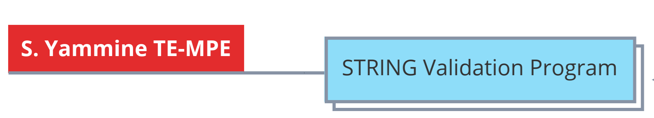 S. Yammine TE-MPE
STRING Validation Program